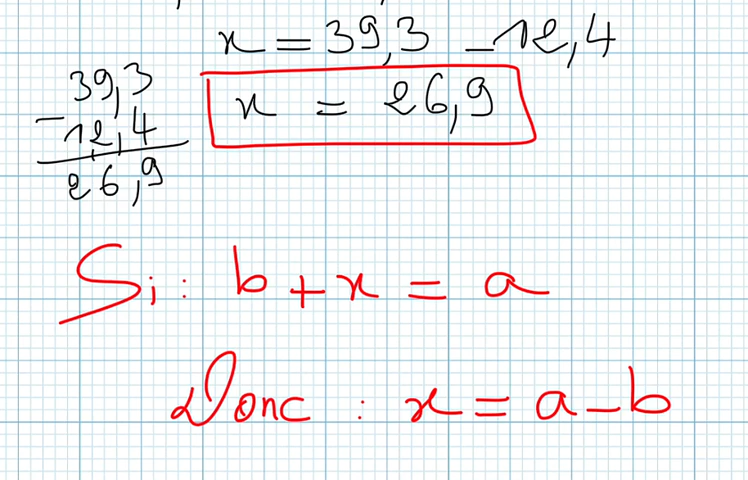 x = 39,3 - 12,4
39,3
- 12,4
26,9
x = 26,9
Si : b + x = a
Donc : x = a - b